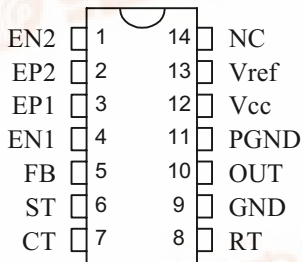 EN2 1 14 NC
EP2 2 13 Vref
EP1 3 12 Vcc
EN1 4 11 PGND
FB 5 10 OUT
ST 6 9 GND
CT 7 8 RT